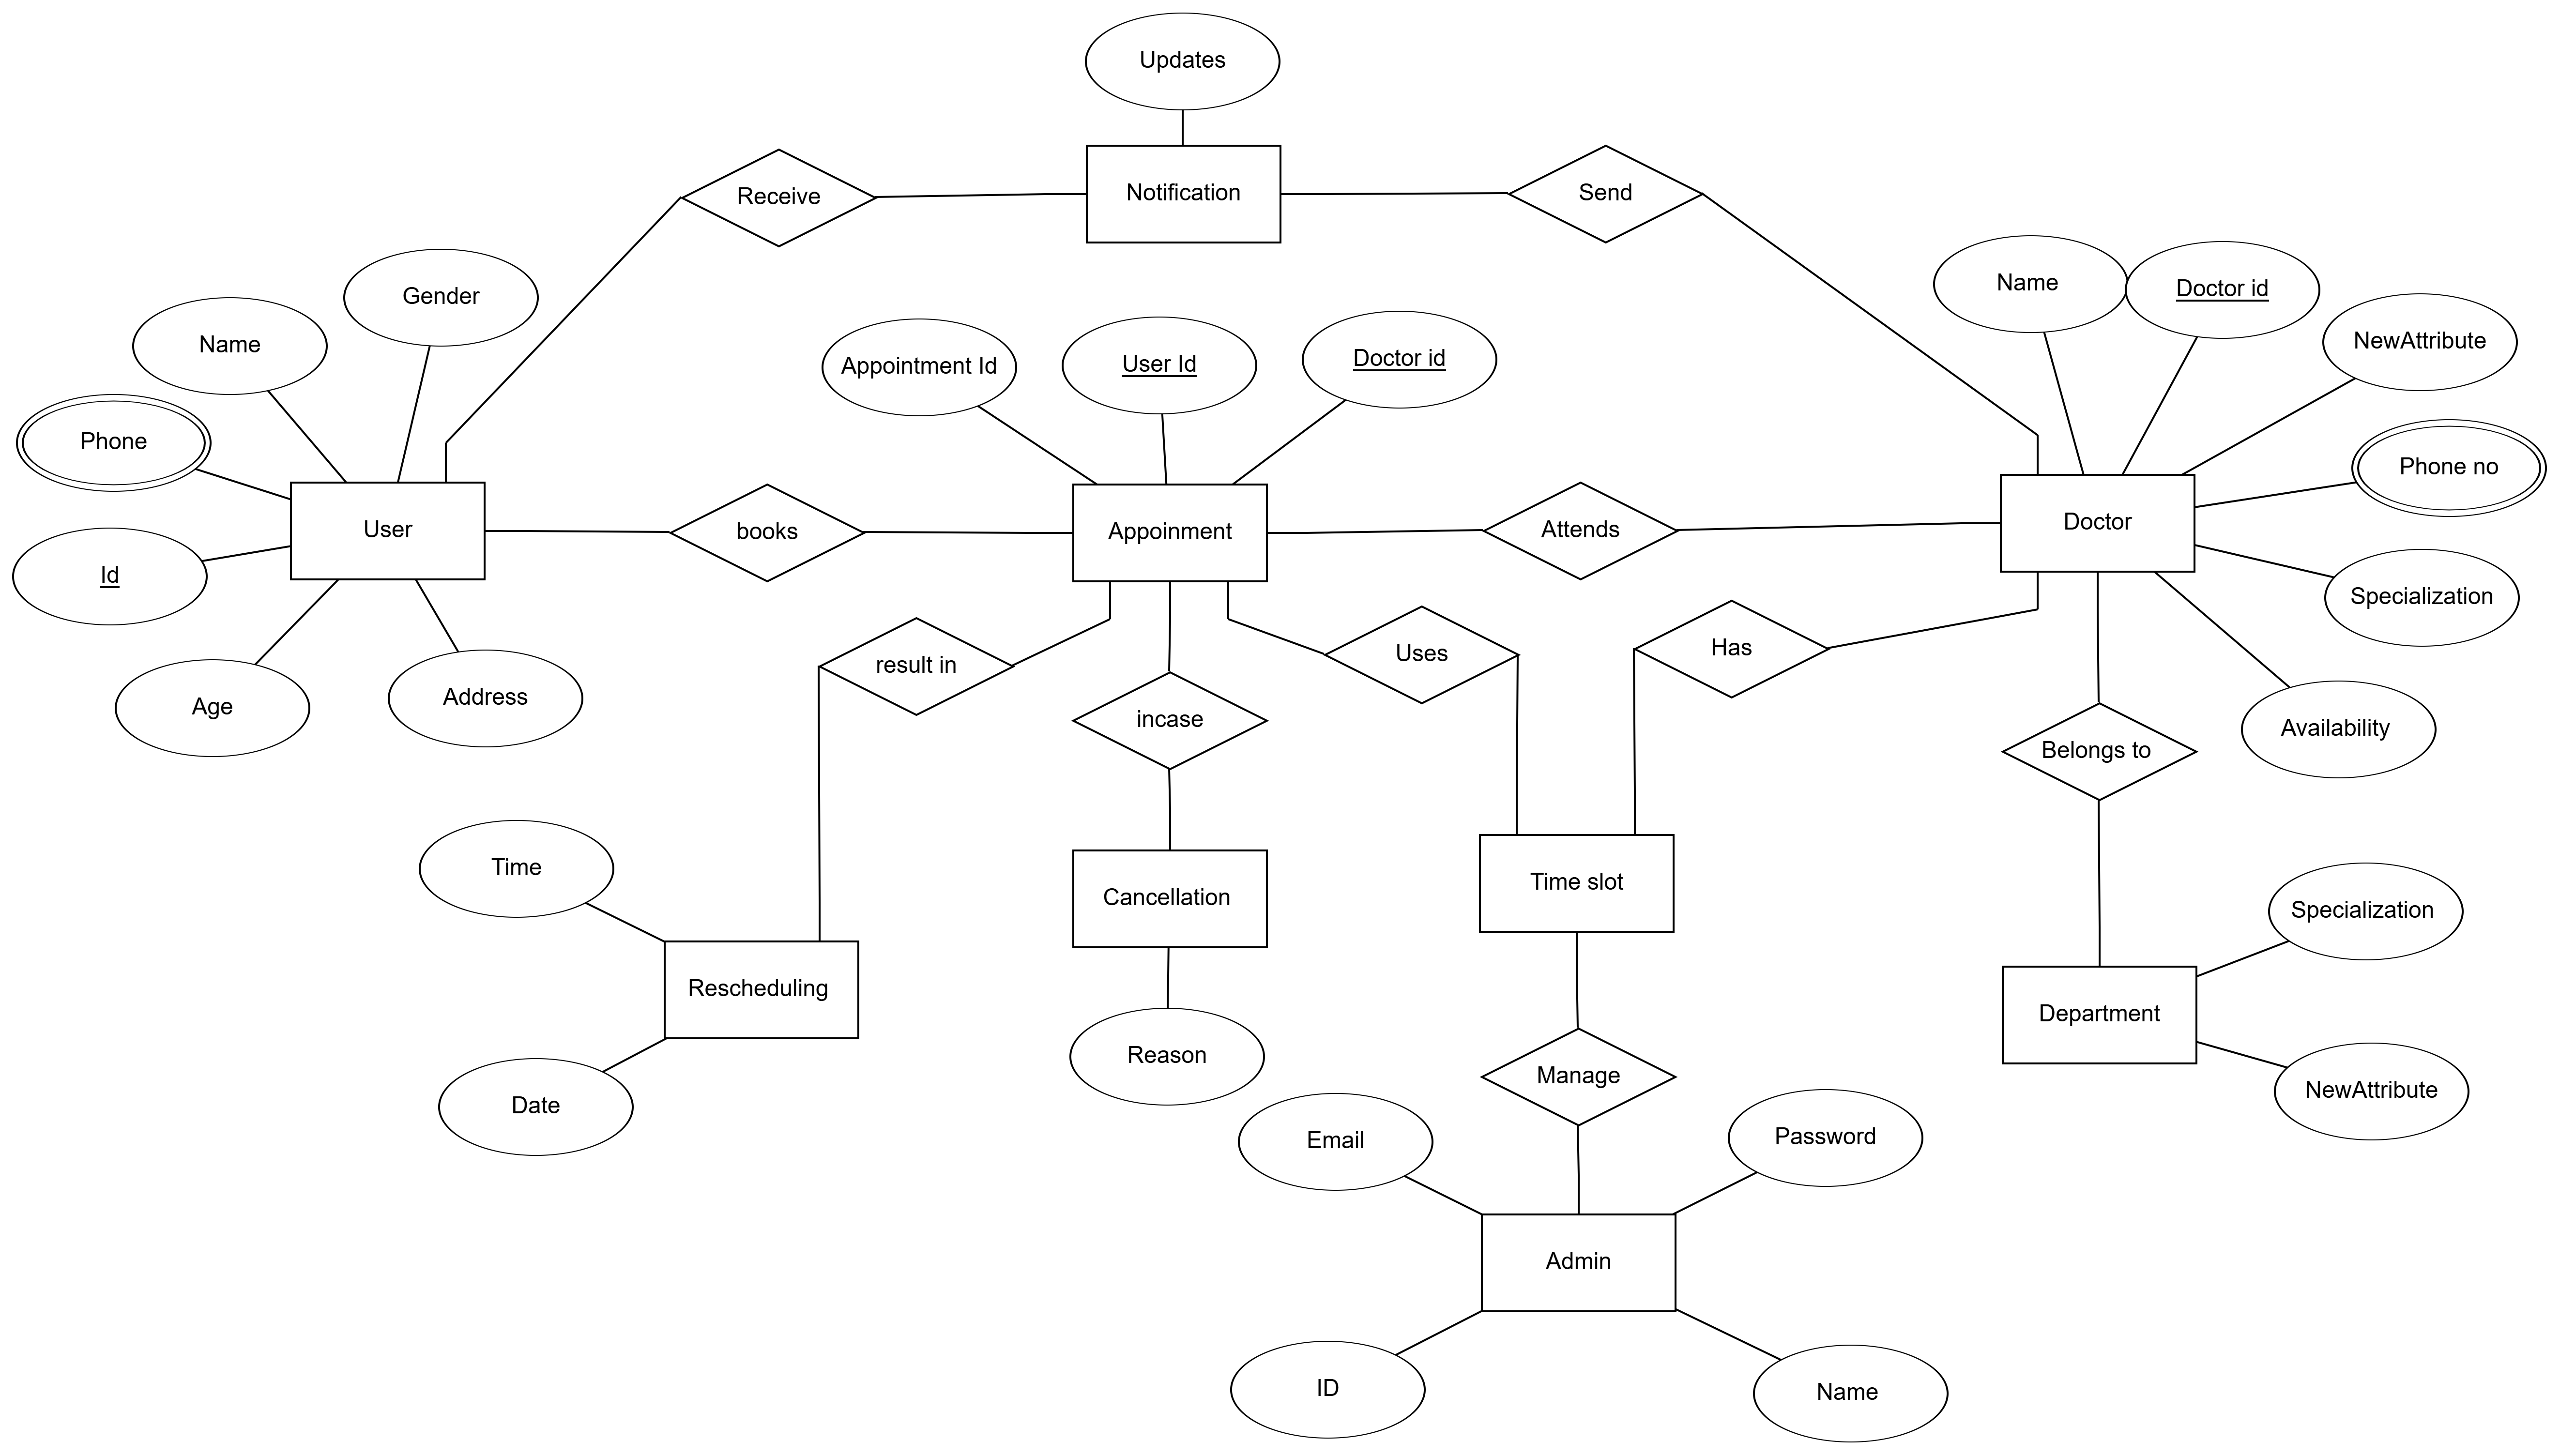 Updates
Receive
Notification
Send
Name
Doctor id
Gender
Name
NewAttribute
Appointment Id
User Id
Doctor id
Phone
Phone no
User
books
Appoinment
Attends
Doctor
Id
Specialization
result in
Uses
Has
Age
Address
incase
Belongs to
Availability
Time
Cancellation
Time slot
Specialization
Rescheduling
Department
Reason
Manage
NewAttribute
Date
Email
Password
Admin
ID
Name